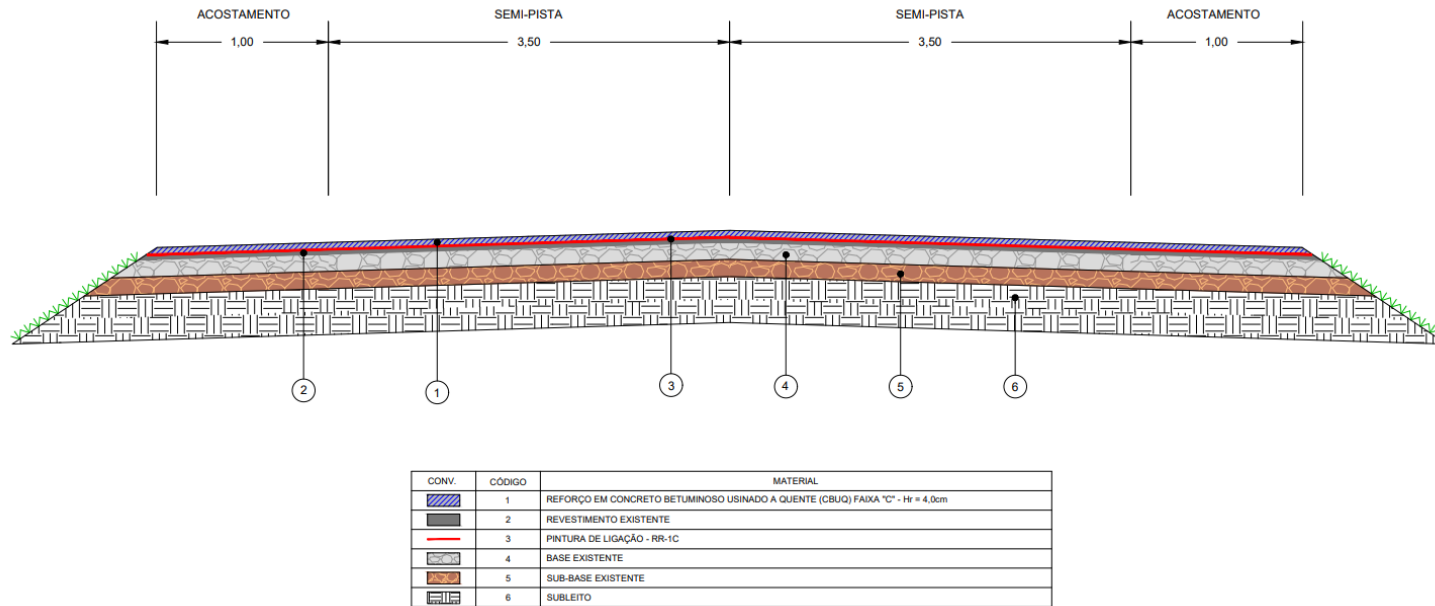 ACOSTAMENTO SEMI-PISTA SEMI-PISTA ACOSTAMENTO
1,00 3,50 3,50 1,00
2 1 3 4 5 6
CONV. CÓDIGO MATERIAL
1 REFORÇO EM CONCRETO BETUMINOSO USINADO A QUENTE (CBUQ) FAIXA "C" - Hr = 4,0cm
2 REVESTIMENTO EXISTENTE
3 PINTURA DE LIGAÇÃO - RR-1C
4 BASE EXISTENTE
5 SUB-BASE EXISTENTE
6 SUBLEITO